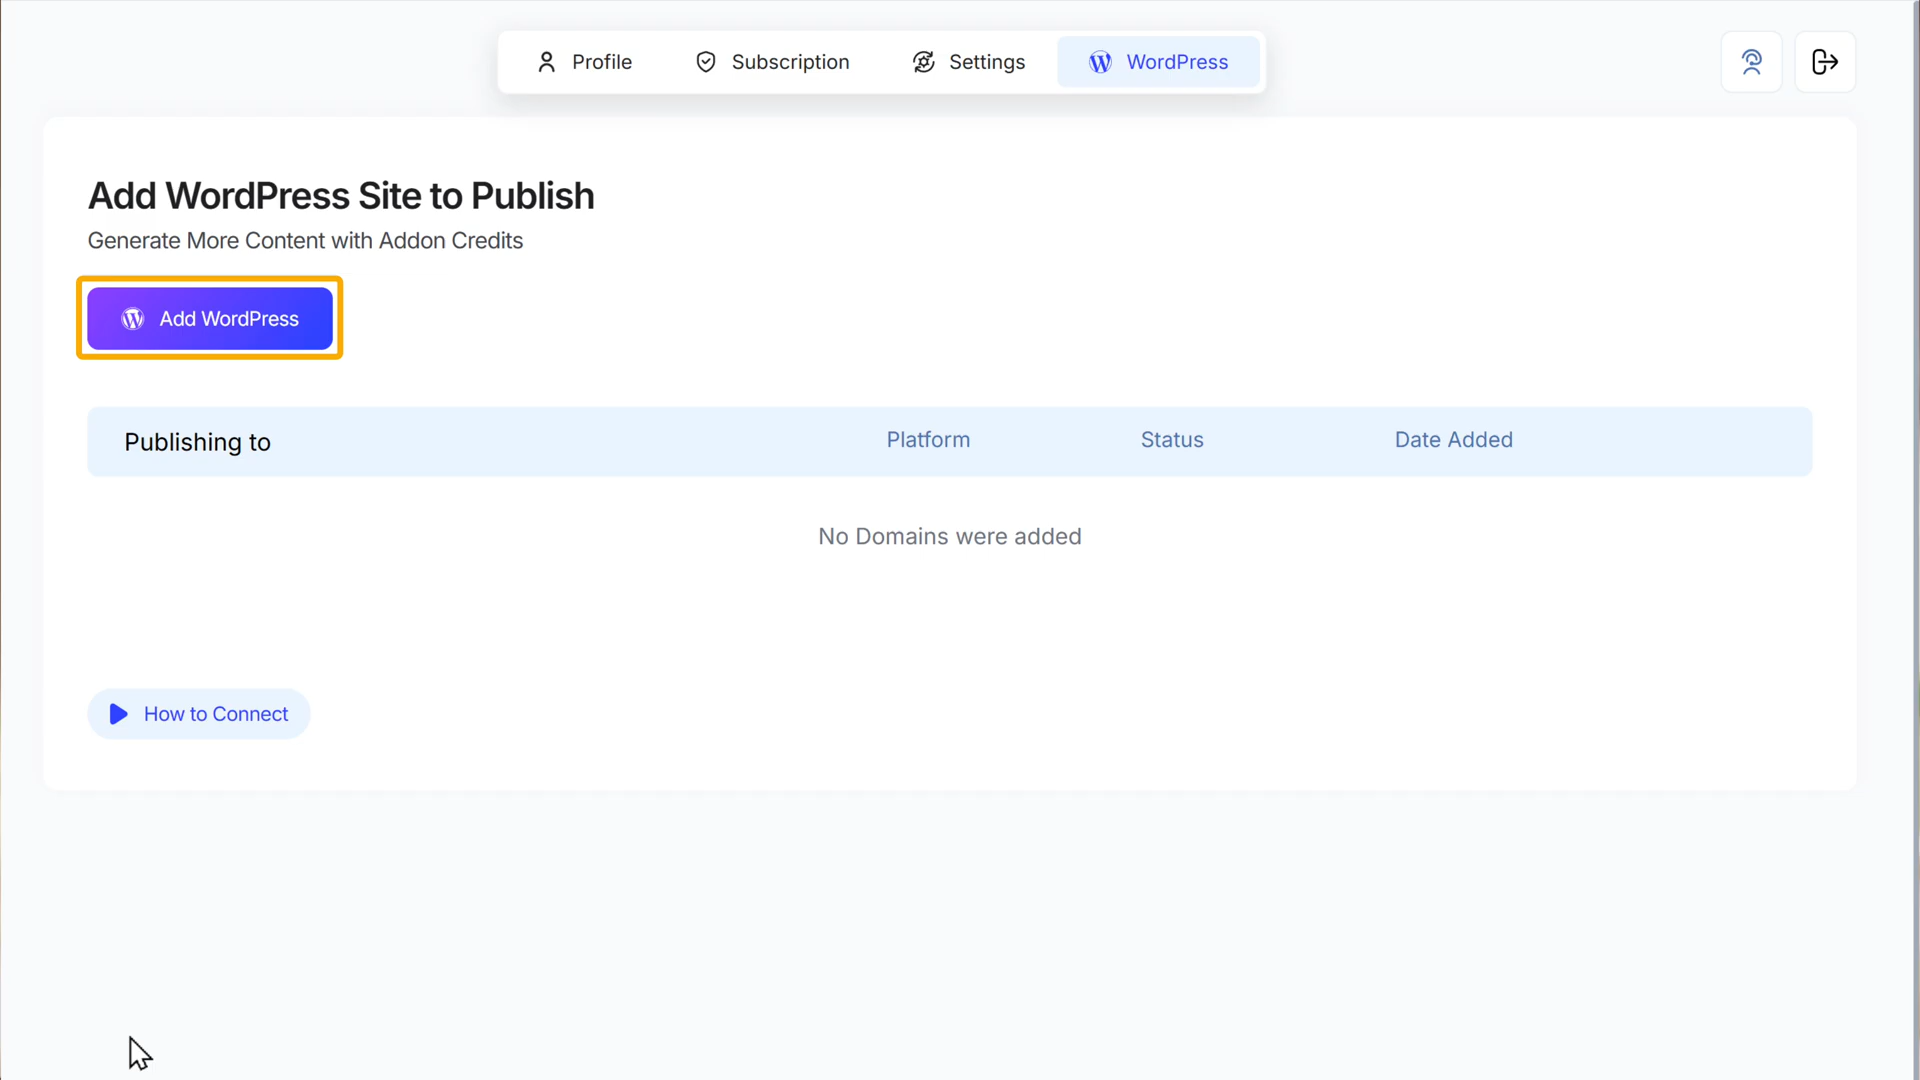 Profile
Subscription
Settings
WordPress
Add WordPress Site to Publish
Generate More Content with Addon Credits
Add WordPress
Publishing to
Platform
Status
Date Added
No Domains were added
How to Connect